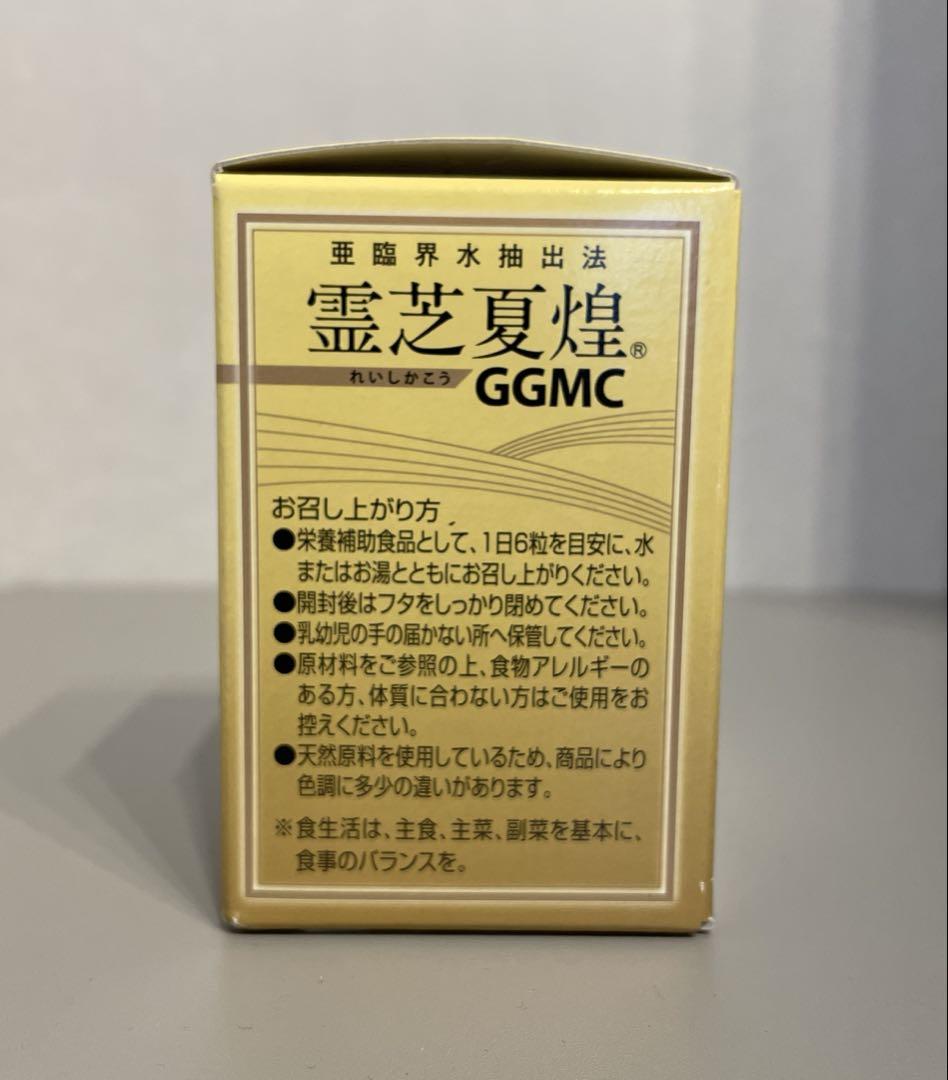 亜臨界水抽出法
霊芝夏煌®
れいしかこう
GGMC
お召し上がり方
●栄養補助食品として、1日6粒を目安に、水
またはお湯とともにお召し上がりください。
●開封後はフタをしっかり閉めてください。
●乳幼児の手の届かない所へ保管してください。
●原材料をご参照の上、食物アレルギーの
ある方、体質に合わない方はご使用をお
控えください。
●天然原料を使用しているため、商品により
色調に多少の違いがあります。
※食生活は、主食、主菜、副菜を基本に、
食事のバランスを。